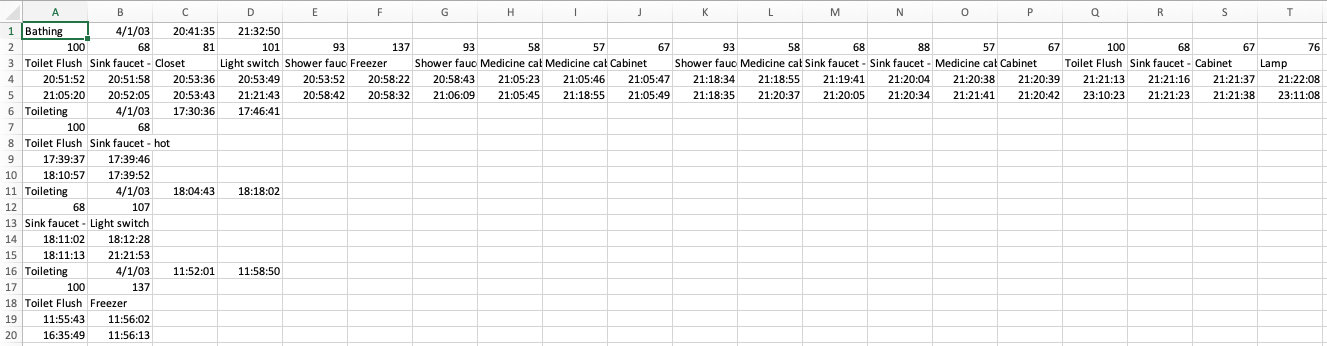 A B C D E F G H I J K L M N O P Q R S T
1 Bathing 4/1/03 20:41:35 21:32:50
2 100 68 81 101 93 137 93 58 57 67 93 58 68 88 57 67 100 68 67 76
3 Toilet Flush Sink faucet - Closet Light switch Shower fauc Freezer Shower fauc Medicine cab Medicine cab Cabinet Shower fauc Medicine cab Sink faucet - Sink faucet - Medicine cab Cabinet Toilet Flush Sink faucet - Cabinet Lamp
4 20:51:52 20:51:58 20:53:36 20:53:49 20:53:52 20:58:22 20:58:43 21:05:23 21:05:46 21:05:47 21:18:34 21:18:55 21:19:41 21:20:04 21:20:38 21:20:39 21:21:13 21:21:16 21:21:37 21:22:08
5 21:05:20 20:52:05 20:53:43 21:21:43 20:58:42 20:58:32 21:06:09 21:05:45 21:18:55 21:05:49 21:18:35 21:20:37 21:20:05 21:20:34 21:21:41 21:20:42 23:10:23 21:21:23 21:21:38 23:11:08
6 Toileting 4/1/03 17:30:36 17:46:41
7 100 68
8 Toilet Flush Sink faucet - hot
9 17:39:37 17:39:46
10 18:10:57 17:39:52
11 Toileting 4/1/03 18:04:43 18:18:02
12 68 107
13 Sink faucet - Light switch
14 18:11:02 18:12:28
15 18:11:13 21:21:53
16 Toileting 4/1/03 11:52:01 11:58:50
17 100 137
18 Toilet Flush Freezer
19 11:55:43 11:56:02
20 16:35:49 11:56:13